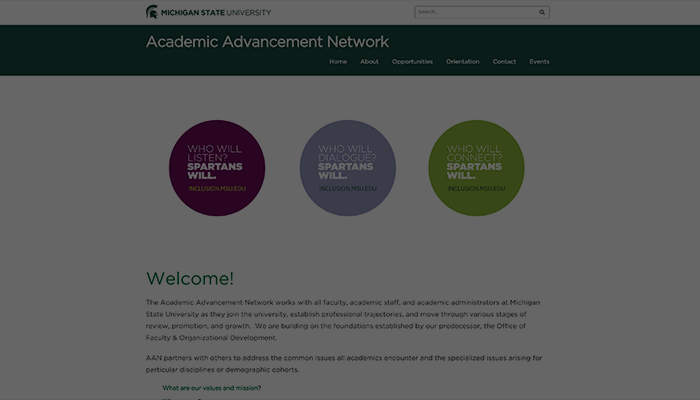 MICHIGAN STATE UNIVERSITY
Search...
Academic Advancement Network
Home About Opportunities Orientation Contact Events
WHO WILL
LISTEN?
SPARTANS
WILL.
INCLUSION.MSU.EDU
WHO WILL
DIALOGUE?
SPARTANS
WILL.
INCLUSION.MSU.EDU
WHO WILL
CONNECT?
SPARTANS
WILL.
INCLUSION.MSU.EDU
Welcome!
The Academic Advancement Network works with all faculty, academic staff, and academic administrators at Michigan
State University as they join the university, establish professional trajectories, and move through various stages of
review, promotion, and growth. We are building on the foundations established by our predecessor, the Office of
Faculty & Organizational Development.
AAN partners with others to address the common issues all academics encounter and the specialized issues arising for
particular disciplines or demographic cohorts.
What are our values and mission?